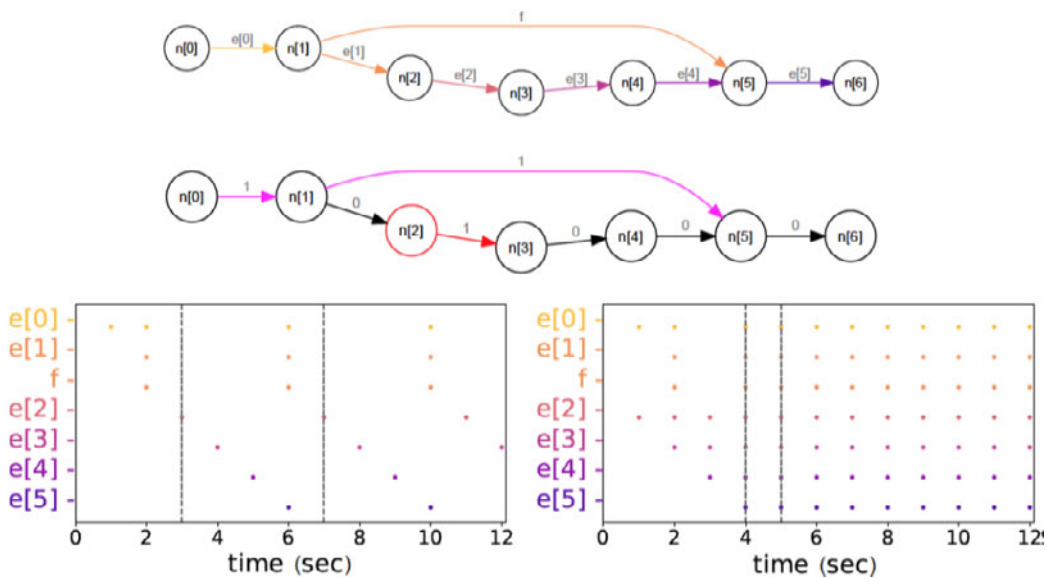 f
n[0] e[0] n[1] e[1] n[2] e[2] n[3] e[3] n[4] e[4] n[5] e[5] n[6]
1
n[0] 1 n[1] 0 n[2] 1 n[3] 0 n[4] 0 n[5] 0 n[6]
e[0]
e[1]
f
e[2]
e[3]
e[4]
e[5]
0 2 4 6 8 10 12
time (sec)
e[0]
e[1]
f
e[2]
e[3]
e[4]
e[5]
0 2 4 6 8 10 12s
time (sec)